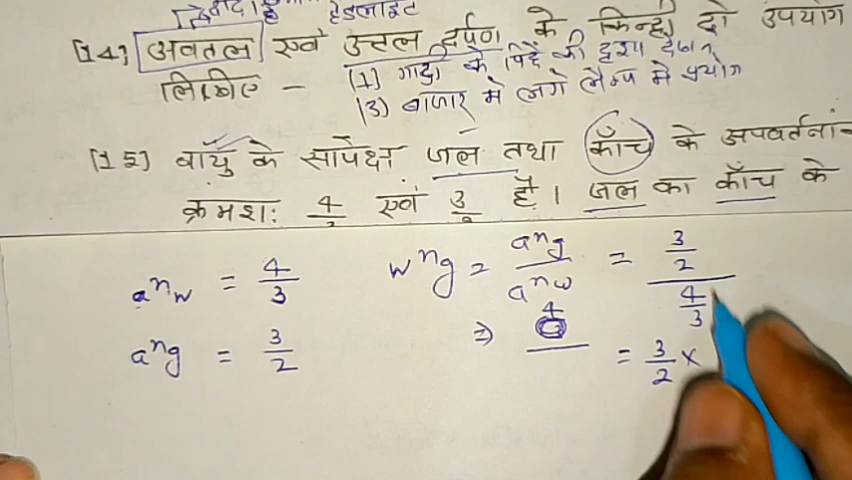 हेडलाइट
[14] अवतल एवं उत्तल दर्पण के किन्ही दो उपयोग
लिखिए - (1) गाड़ी के पिछे की दृश्य देखने
(3) बाजार मे लगे लैम्प मे प्रयोग
[15] वायु के सापेक्ष जल तथा काँच के अपवर्तनांक
क्रमशः 4/3 एवं 3/2 है। जल का काँच के
aⁿw = 4/3 wⁿg = aⁿg/aⁿw = 3/2 / 4/3
aⁿg = 3/2 ⇒ 4 = 3/2 ×